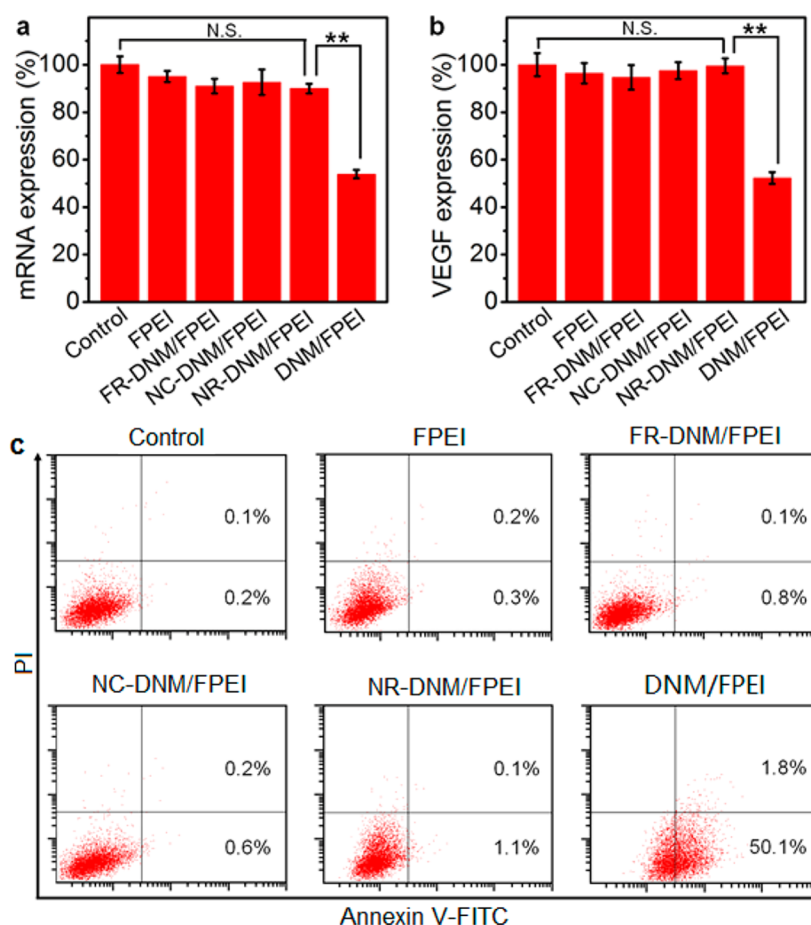 a
N.S.
**
mRNA expression (%)
120
100
80
60
40
20
0
Control
FPEI
FR-DNM/FPEI
NC-DNM/FPEI
NR-DNM/FPEI
DNM/FPEI
b
N.S.
**
VEGF expression (%)
120
100
80
60
40
20
0
Control
FPEI
FR-DNM/FPEI
NC-DNM/FPEI
NR-DNM/FPEI
DNM/FPEI
c
Control
0.1%
0.2%
FPEI
0.2%
0.3%
FR-DNM/FPEI
0.1%
0.8%
PI
NC-DNM/FPEI
0.2%
0.6%
NR-DNM/FPEI
0.1%
1.1%
DNM/FPEI
1.8%
50.1%
Annexin V-FITC